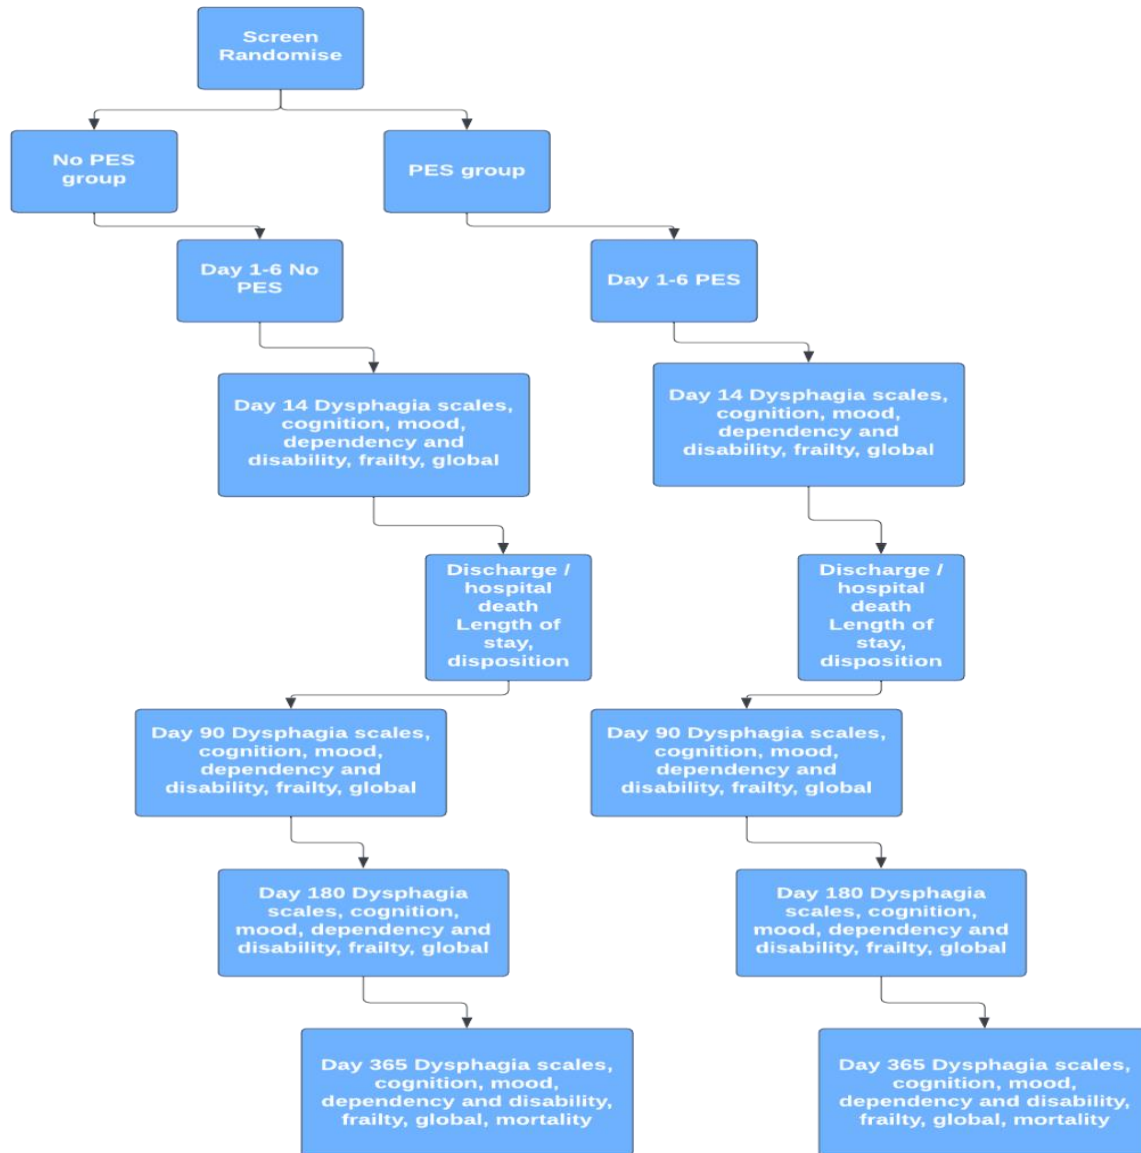 Screen
Randomise
No PES
group
PES group
Day 1-6 No
PES
Day 1-6 PES
Day 14 Dysphagia scales,
cognition, mood,
dependency and
disability, frailty, global
Day 14 Dysphagia scales,
cognition, mood,
dependency and
disability, frailty, global
Discharge /
hospital
death
Length of
stay,
disposition
Discharge /
hospital
death
Length of
stay,
disposition
Day 90 Dysphagia scales,
cognition, mood,
dependency and
disability, frailty, global
Day 90 Dysphagia scales,
cognition, mood,
dependency and
disability, frailty, global
Day 180 Dysphagia
scales, cognition,
mood, dependency and
disability, frailty, global
Day 180 Dysphagia
scales, cognition,
mood, dependency and
disability, frailty, global
Day 365 Dysphagia scales,
cognition, mood,
dependency and disability,
frailty, global, mortality
Day 365 Dysphagia scales,
cognition, mood,
dependency and disability,
frailty, global, mortality